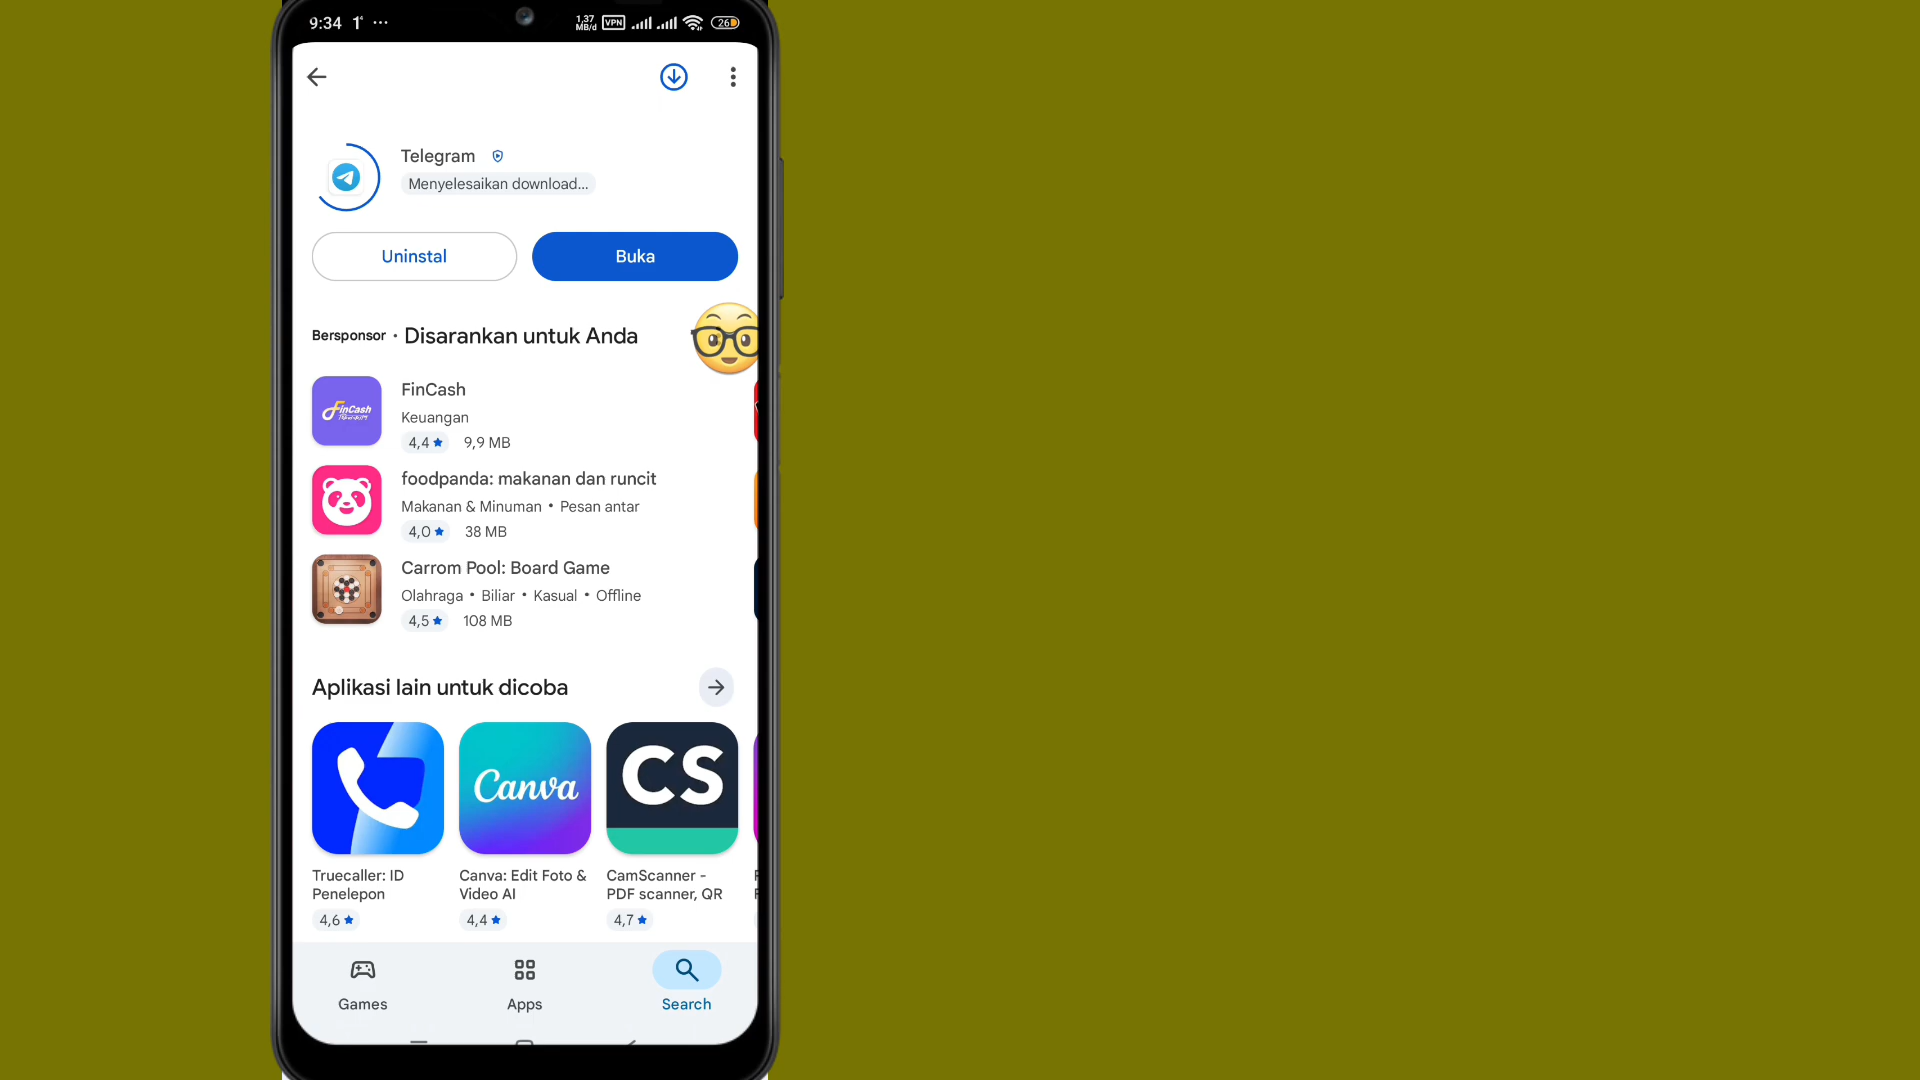 9:34
1,37
MB/d
VPN
26
Telegram
Menyelesaikan download...
Uninstal
Buka
Bersponsor • Disarankan untuk Anda
FinCash
FinCash
Keuangan
4,4 ★ 9,9 MB
foodpanda: makanan dan runcit
Makanan & Minuman • Pesan antar
4,0 ★ 38 MB
Carrom Pool: Board Game
Olahraga • Biliar • Kasual • Offline
4,5 ★ 108 MB
Aplikasi lain untuk dicoba
Canva
CS
Truecaller: ID
Penelepon
4,6 ★
Canva: Edit Foto &
Video AI
4,4 ★
CamScanner -
PDF scanner, QR
4,7 ★
Games
Apps
Search